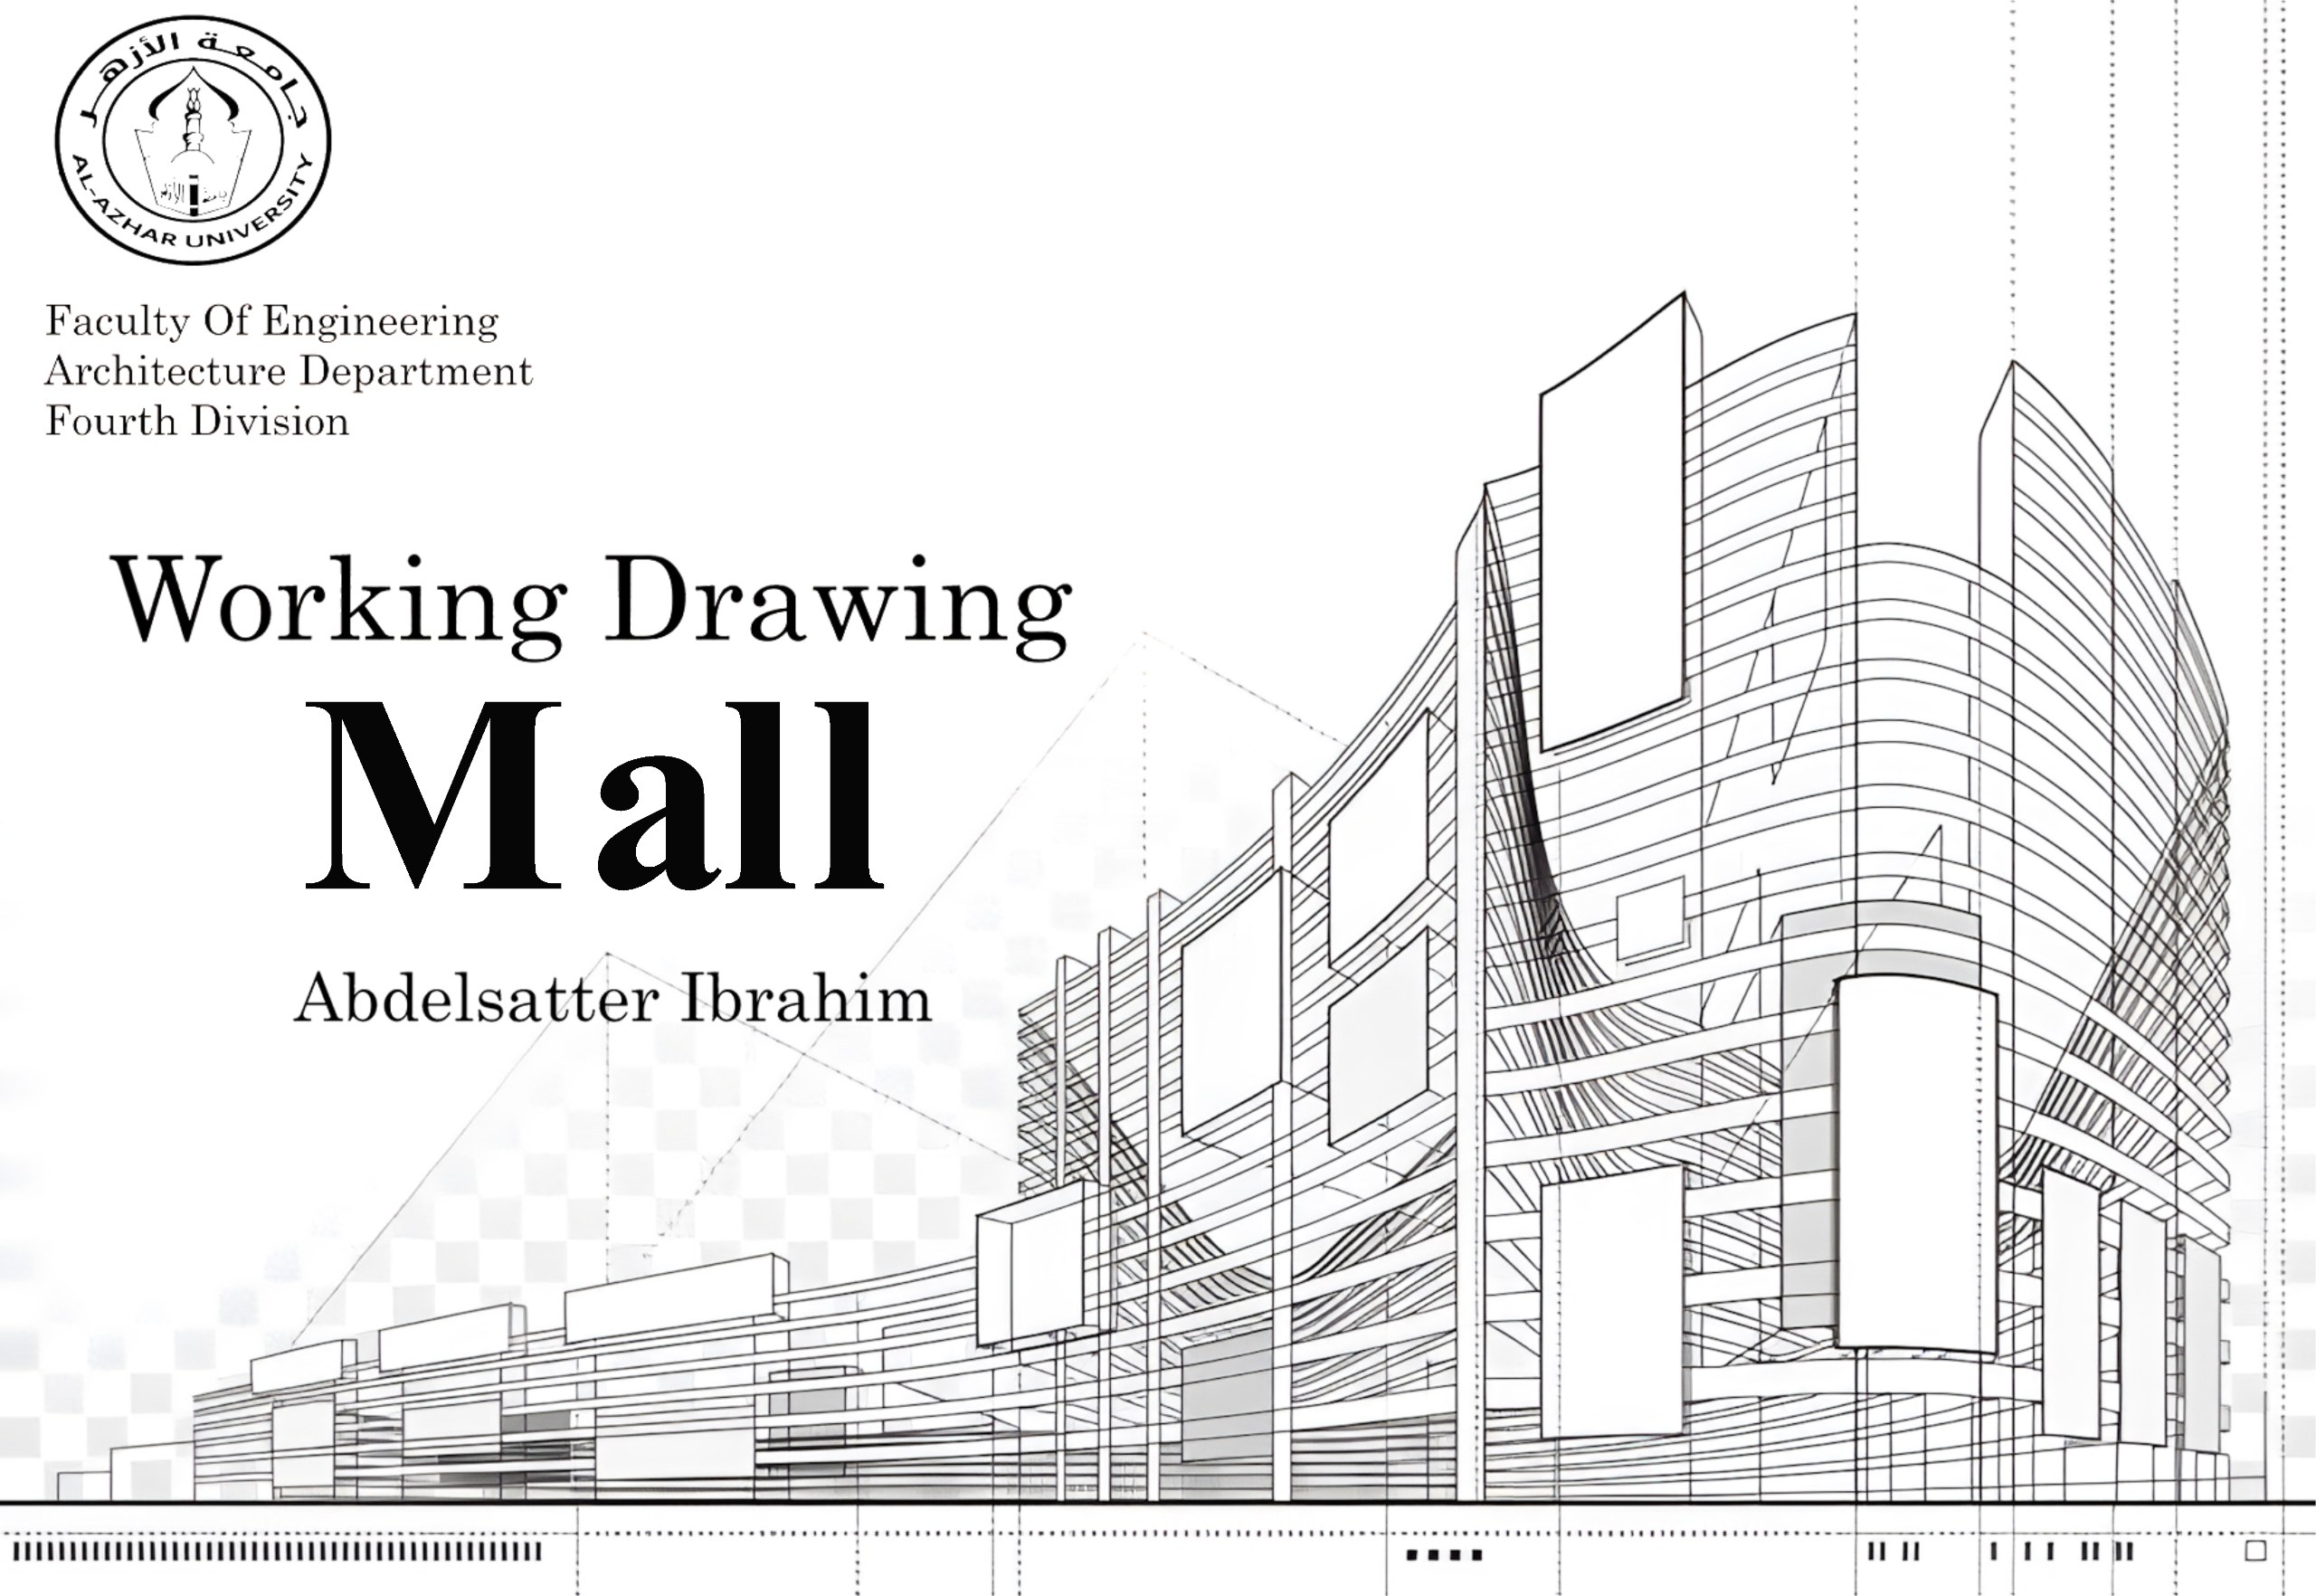 جامعة الأزهر
AL-AZHAR UNIVERSITY
Faculty Of Engineering
Architecture Department
Fourth Division
Working Drawing
Mall
Abdelsatter Ibrahim